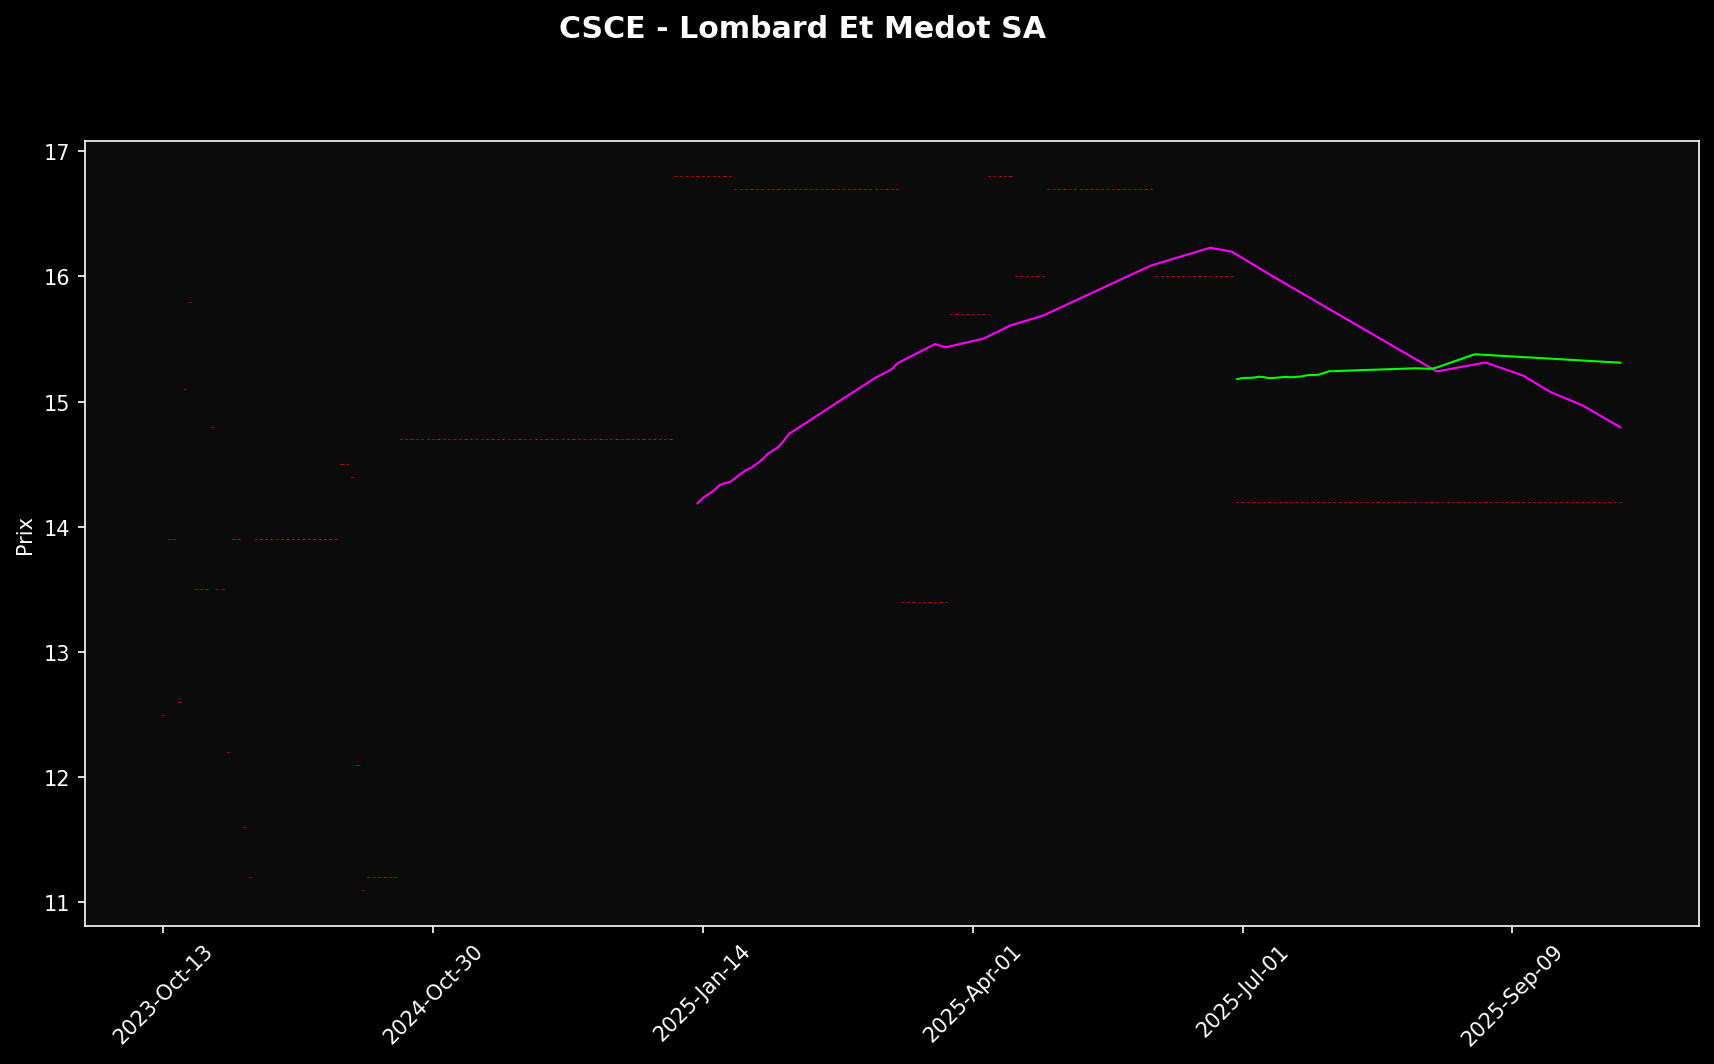 CSCE - Lombard Et Medot SA
17
16
15
14
13
12
11
Prix
2023-Oct-13
2024-Oct-30
2025-Jan-14
2025-Apr-01
2025-Jul-01
2025-Sep-09